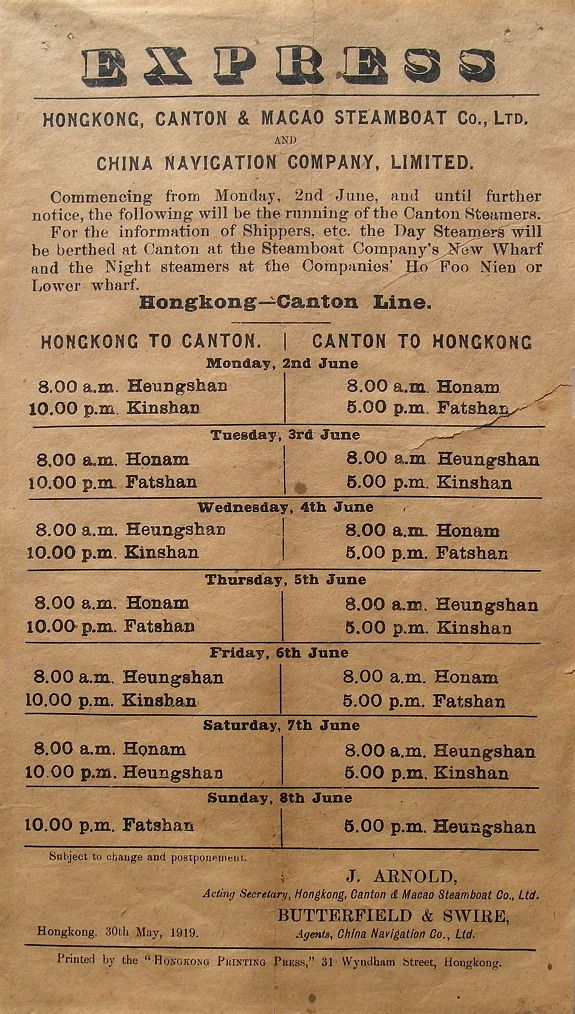 EXPRESS
HONGKONG, CANTON & MACAO STEAMBOAT Co., LTD.
AND
CHINA NAVIGATION COMPANY, LIMITED.
Commencing from Monday, 2nd June, and until further
notice, the following will be the running of the Canton Steamers.
For the information of Shippers, etc. the Day Steamers will
be berthed at Canton at the Steamboat Company's New Wharf
and the Night steamers at the Companies' Ho Foo Nien or
Lower wharf.
Hongkong—Canton Line.
HONGKONG TO CANTON. | CANTON TO HONGKONG
Monday, 2nd June
8.00 a.m. Heungshan 8.00 a.m. Honam
10.00 p.m. Kinshan 5.00 p.m. Fatshan
Tuesday, 3rd June
8.00 a.m. Honam 8.00 a.m. Heungshan
10.00 p.m. Fatshan 5.00 p.m. Kinshan
Wednesday, 4th June
8.00 a.m. Heungshan 8.00 a.m. Honam
10.00 p.m. Kinshan 5.00 p.m. Fatshan
Thursday, 5th June
8.00 a.m. Honam 8.00 a.m. Heungshan
10.00 p.m. Fatshan 5.00 p.m. Kinshan
Friday, 6th June
8.00 a.m. Heungshan 8.00 a.m. Honam
10.00 p.m. Kinshan 5.00 p.m. Fatshan
Saturday, 7th June
8.00 a.m. Honam 8.00 a.m. Heungshan
10.00 p.m. Heungshan 5.00 p.m. Kinshan
Sunday, 8th June
10.00 p.m. Fatshan 5.00 p.m. Heungshan
Subject to change and postponement.
J. ARNOLD,
Acting Secretary, Hongkong, Canton & Macao Steamboat Co., Ltd.
BUTTERFIELD & SWIRE,
Hongkong, 30th May, 1919. Agents, China Navigation Co., Ltd.
Printed by the "HONGKONG PRINTING PRESS," 31 Wyndham Street, Hongkong.